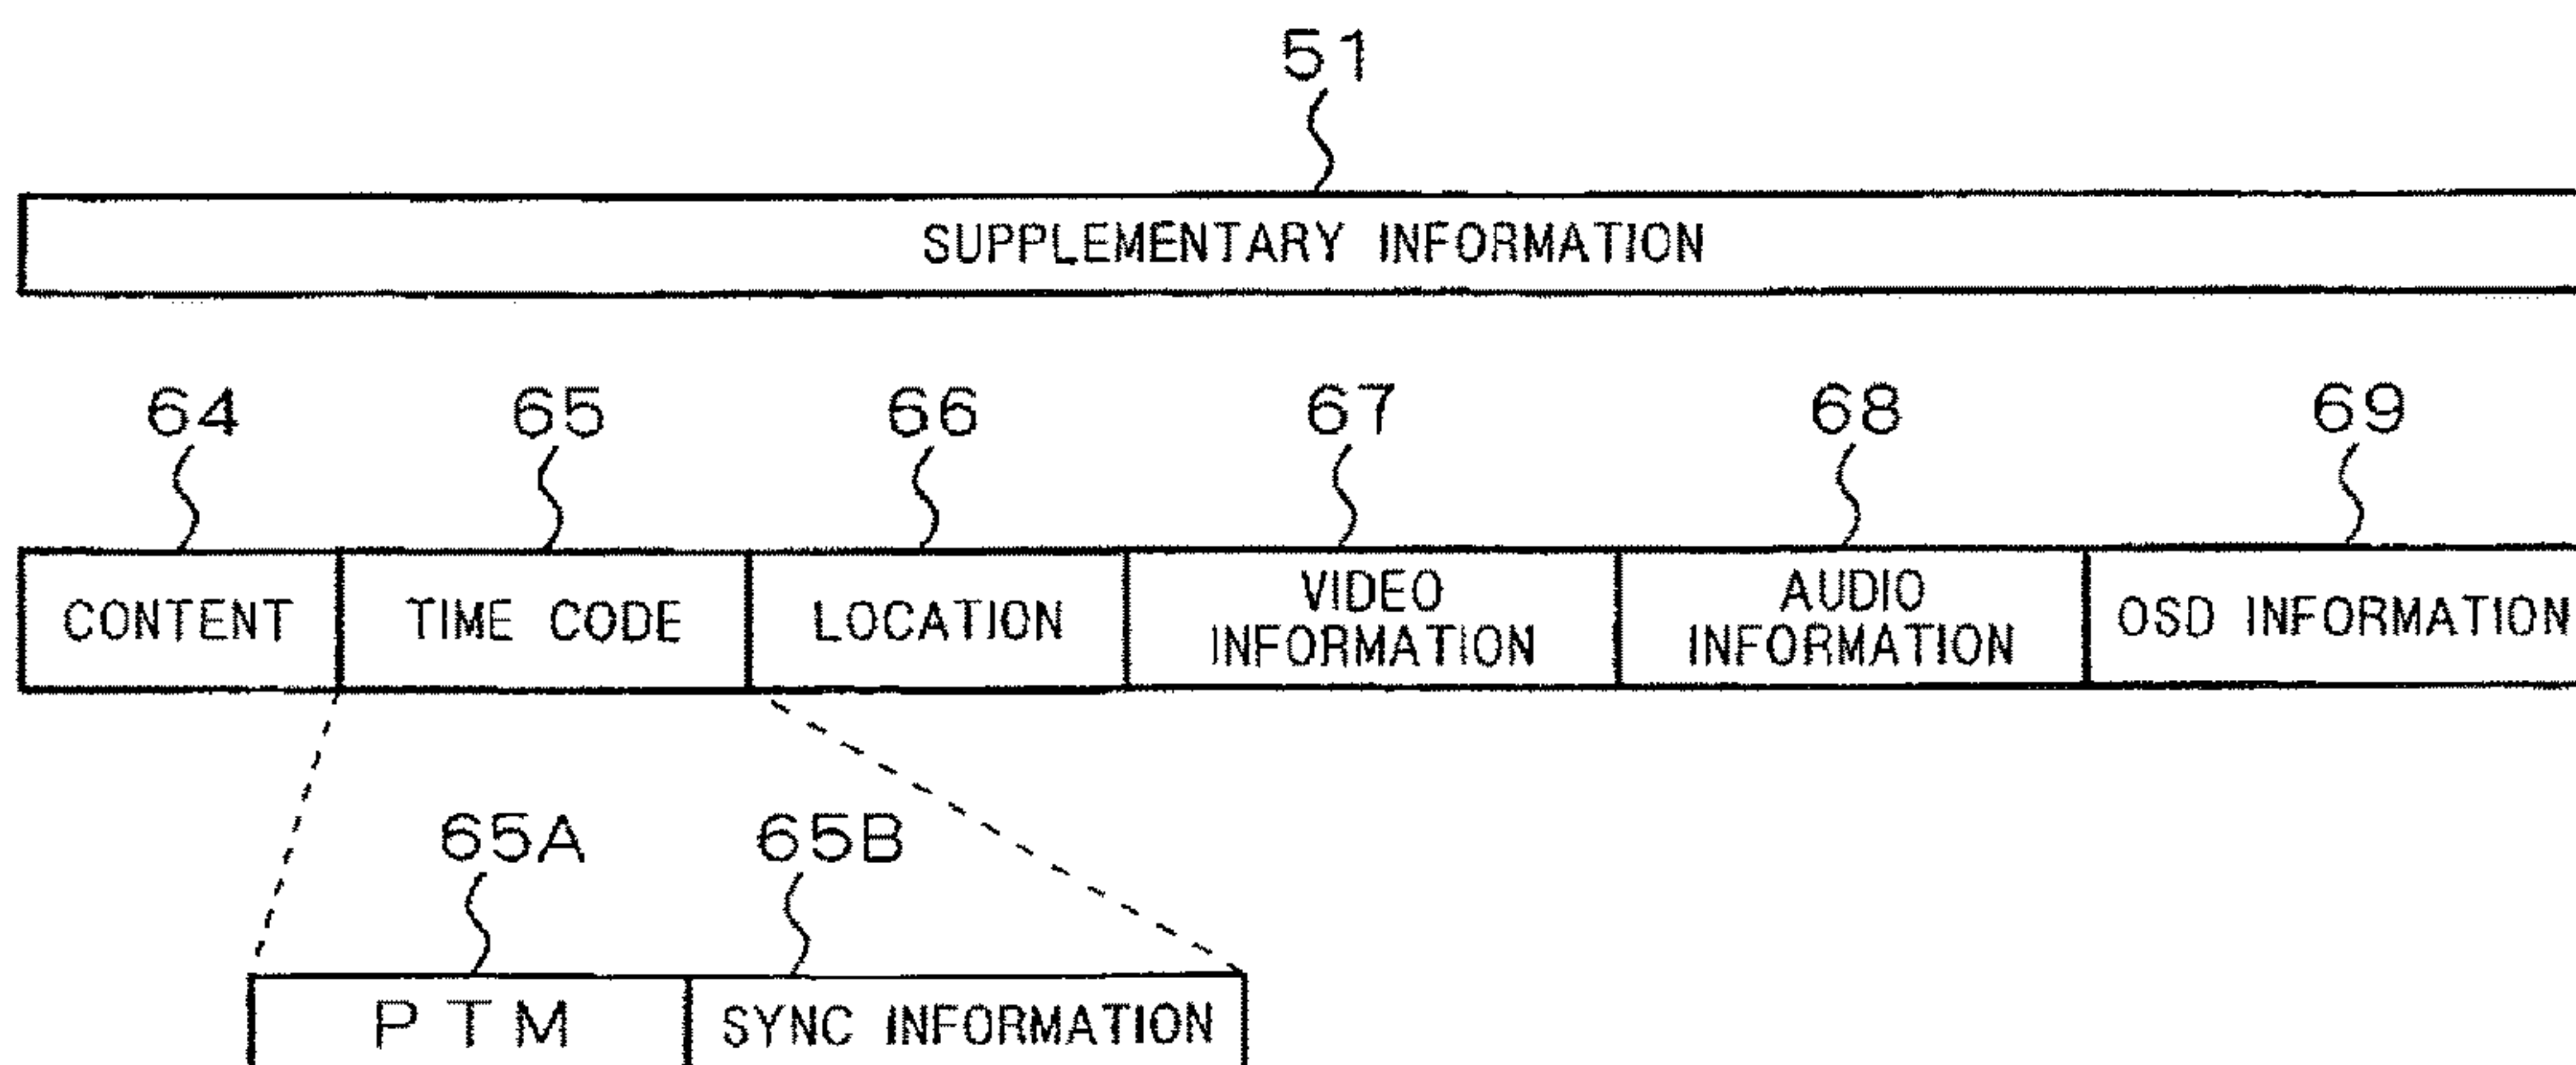 51
SUPPLEMENTARY INFORMATION
64 65 66 67 68 69
CONTENT
TIME CODE
LOCATION
VIDEO
INFORMATION
AUDIO
INFORMATION
OSD INFORMATION
65A 65B
PTM
SYNC INFORMATION